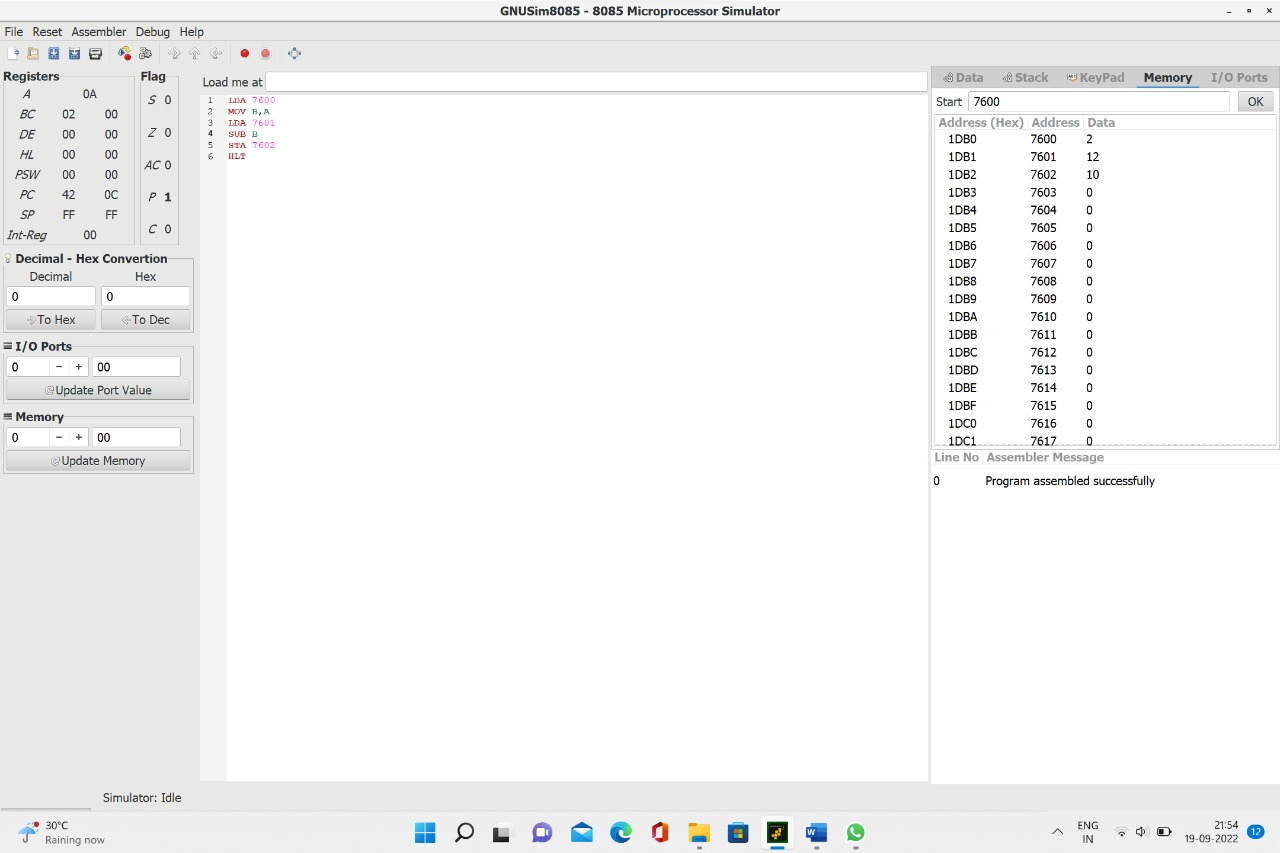 GNUSim8085 - 8085 Microprocessor Simulator
File Reset Assembler Debug Help
Registers
A 0A
BC 02 00
DE 00 00
HL 00 00
PSW 00 00
PC 42 0C
SP FF FF
Int-Reg 00
Flag
S 0
Z 0
AC 0
P 1
C 0
Decimal - Hex Convertion
Decimal Hex
0 0
To Hex To Dec
I/O Ports
0 - + 00
Update Port Value
Memory
0 - + 00
Update Memory
Load me at
1 LDA 7600
2 MOV B,A
3 LDA 7601
4 SUB B
5 STA 7602
6 HLT
Data Stack KeyPad Memory I/O Ports
Start 7600 OK
Address (Hex) Address Data
1DB0 7600 2
1DB1 7601 12
1DB2 7602 10
1DB3 7603 0
1DB4 7604 0
1DB5 7605 0
1DB6 7606 0
1DB7 7607 0
1DB8 7608 0
1DB9 7609 0
1DBA 7610 0
1DBB 7611 0
1DBC 7612 0
1DBD 7613 0
1DBE 7614 0
1DBF 7615 0
1DC0 7616 0
1DC1 7617 0
Line No Assembler Message
0 Program assembled successfully
Simulator: Idle
30°C
Raining now
ENG
IN
21:54
19-09-2022
12